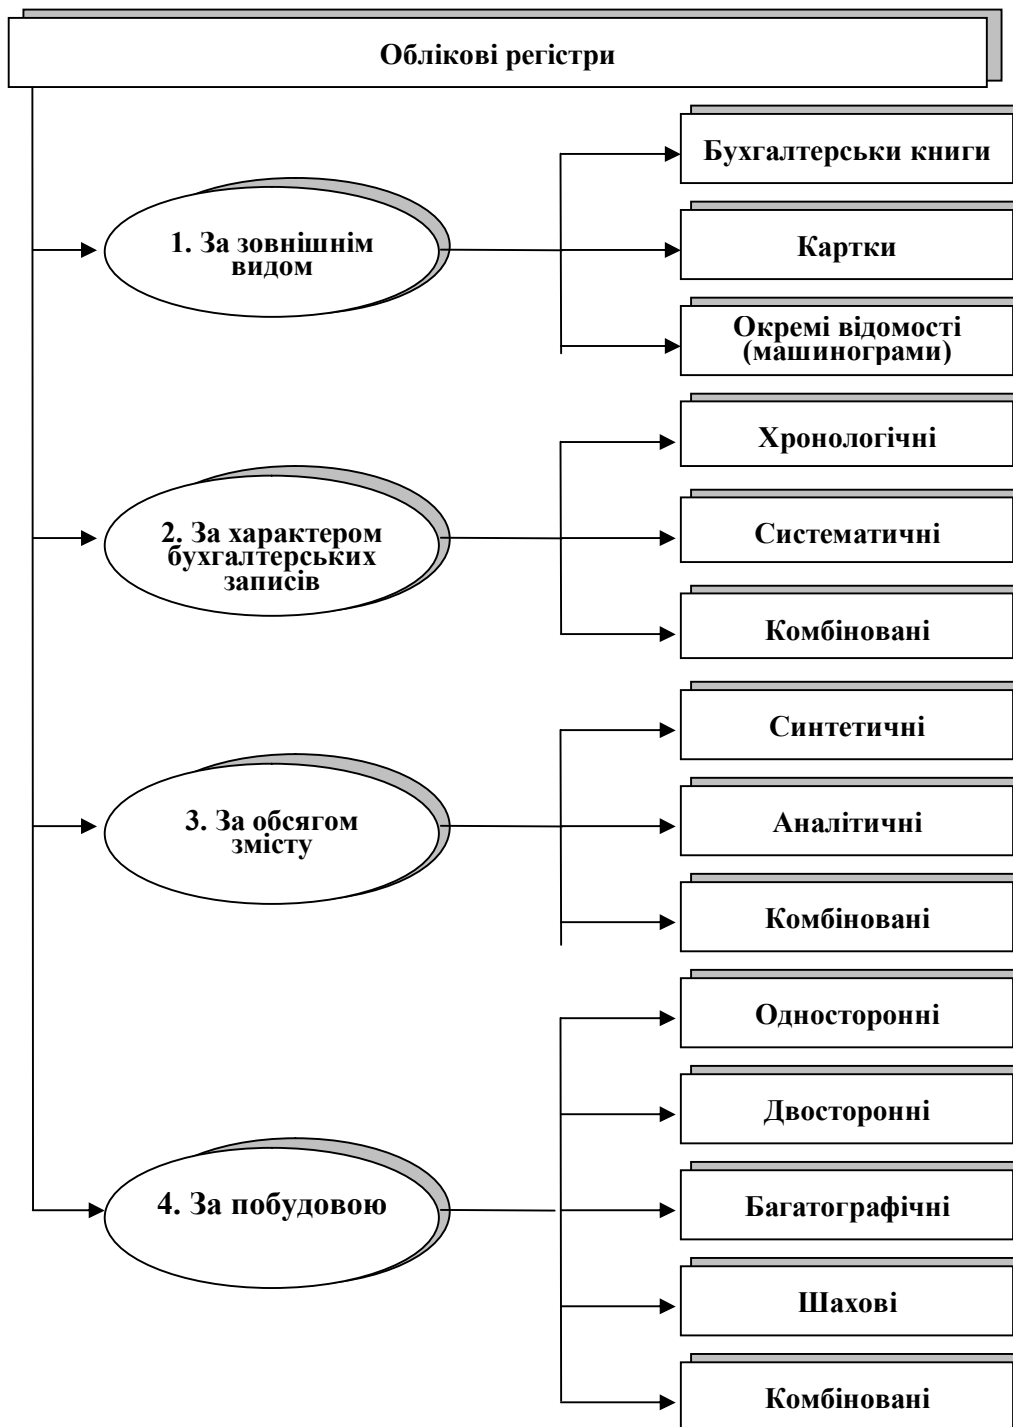 Облікові регістри
1. За зовнішнім
видом
Бухгалтерськи книги
Картки
Окремі відомості
(машинограми)
2. За характером
бухгалтерських
записів
Хронологічні
Систематичні
Комбіновані
3. За обсягом
змісту
Синтетичні
Аналітичні
Комбіновані
4. За побудовою
Односторонні
Двосторонні
Багатографічні
Шахові
Комбіновані